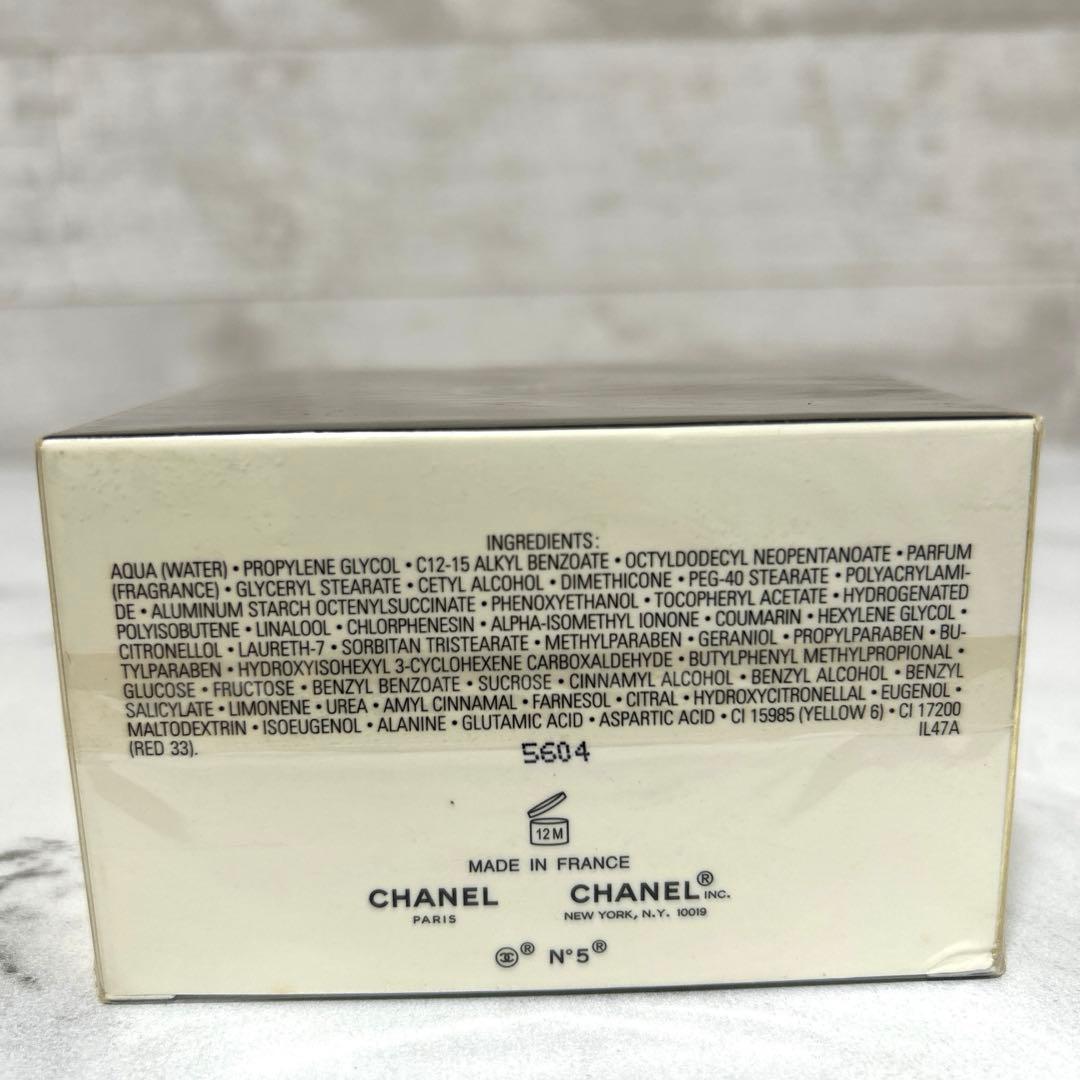 INGREDIENTS:
AQUA (WATER) • PROPYLENE GLYCOL • C12-15 ALKYL BENZOATE • OCTYLDODECYL NEOPENTANOATE • PARFUM
(FRAGRANCE) • GLYCERYL STEARATE • CETYL ALCOHOL • DIMETHICONE • PEG-40 STEARATE • POLYACRYLAMI-
DE • ALUMINUM STARCH OCTENYLSUCCINATE • PHENOXYETHANOL • TOCOPHERYL ACETATE • HYDROGENATED
POLYISOBUTENE • LINALOOL • CHLORPHENESIN • ALPHA-ISOMETHYL IONONE • COUMARIN • HEXYLENE GLYCOL •
CITRONELLOL • LAURETH-7 • SORBITAN TRISTEARATE • METHYLPARABEN • GERANIOL • PROPYLPARABEN • BU-
TYLPARABEN • HYDROXYISOHEXYL 3-CYCLOHEXENE CARBOXALDEHYDE • BUTYLPHENYL METHYLPROPIONAL •
GLUCOSE • FRUCTOSE • BENZYL BENZOATE • SUCROSE • CINNAMYL ALCOHOL • BENZYL ALCOHOL • BENZYL
SALICYLATE • LIMONENE • UREA • AMYL CINNAMAL • FARNESOL • CITRAL • HYDROXYCITRONELLAL • EUGENOL •
MALTODEXTRIN • ISOEUGENOL • ALANINE • GLUTAMIC ACID • ASPARTIC ACID • CI 15985 (YELLOW 6) • CI 17200
(RED 33). IL47A
5604
12 M
MADE IN FRANCE
CHANEL CHANEL® INC.
PARIS NEW YORK, N.Y. 10019
® N°5®